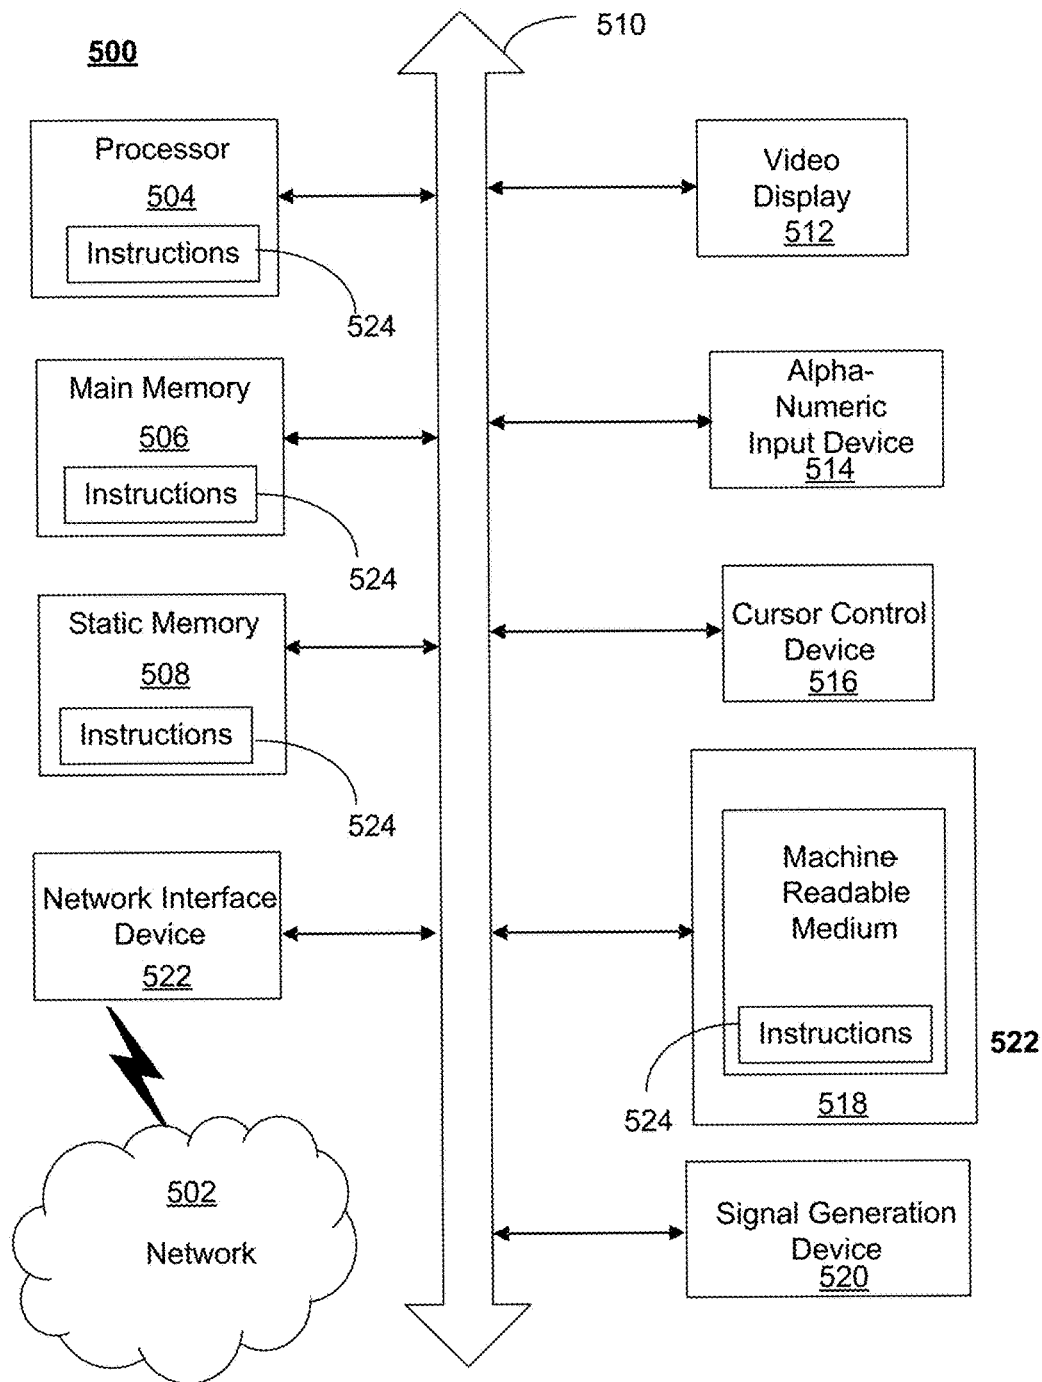 500
510
Processor
504
Instructions
524
Main Memory
506
Instructions
524
Static Memory
508
Instructions
524
Network Interface
Device
522
502
Network
Video
Display
512
Alpha-
Numeric
Input Device
514
Cursor Control
Device
516
Machine-
Readable
Medium
Instructions
524
518
522
Signal Generation
Device
520